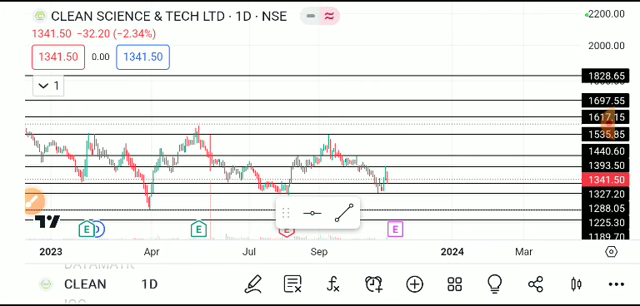 CLEAN SCIENCE & TECH LTD · 1D · NSE
1341.50 −32.20 (−2.34%)
1341.50 0.00 1341.50
1
2200.00
2000.00
1828.65
1697.55
1617.15
1535.85
1440.60
1393.50
1341.50
1327.20
1288.05
1225.30
1189.70
E E E E
2023 Apr Jul Sep 2024 Mar
CLEAN 1D